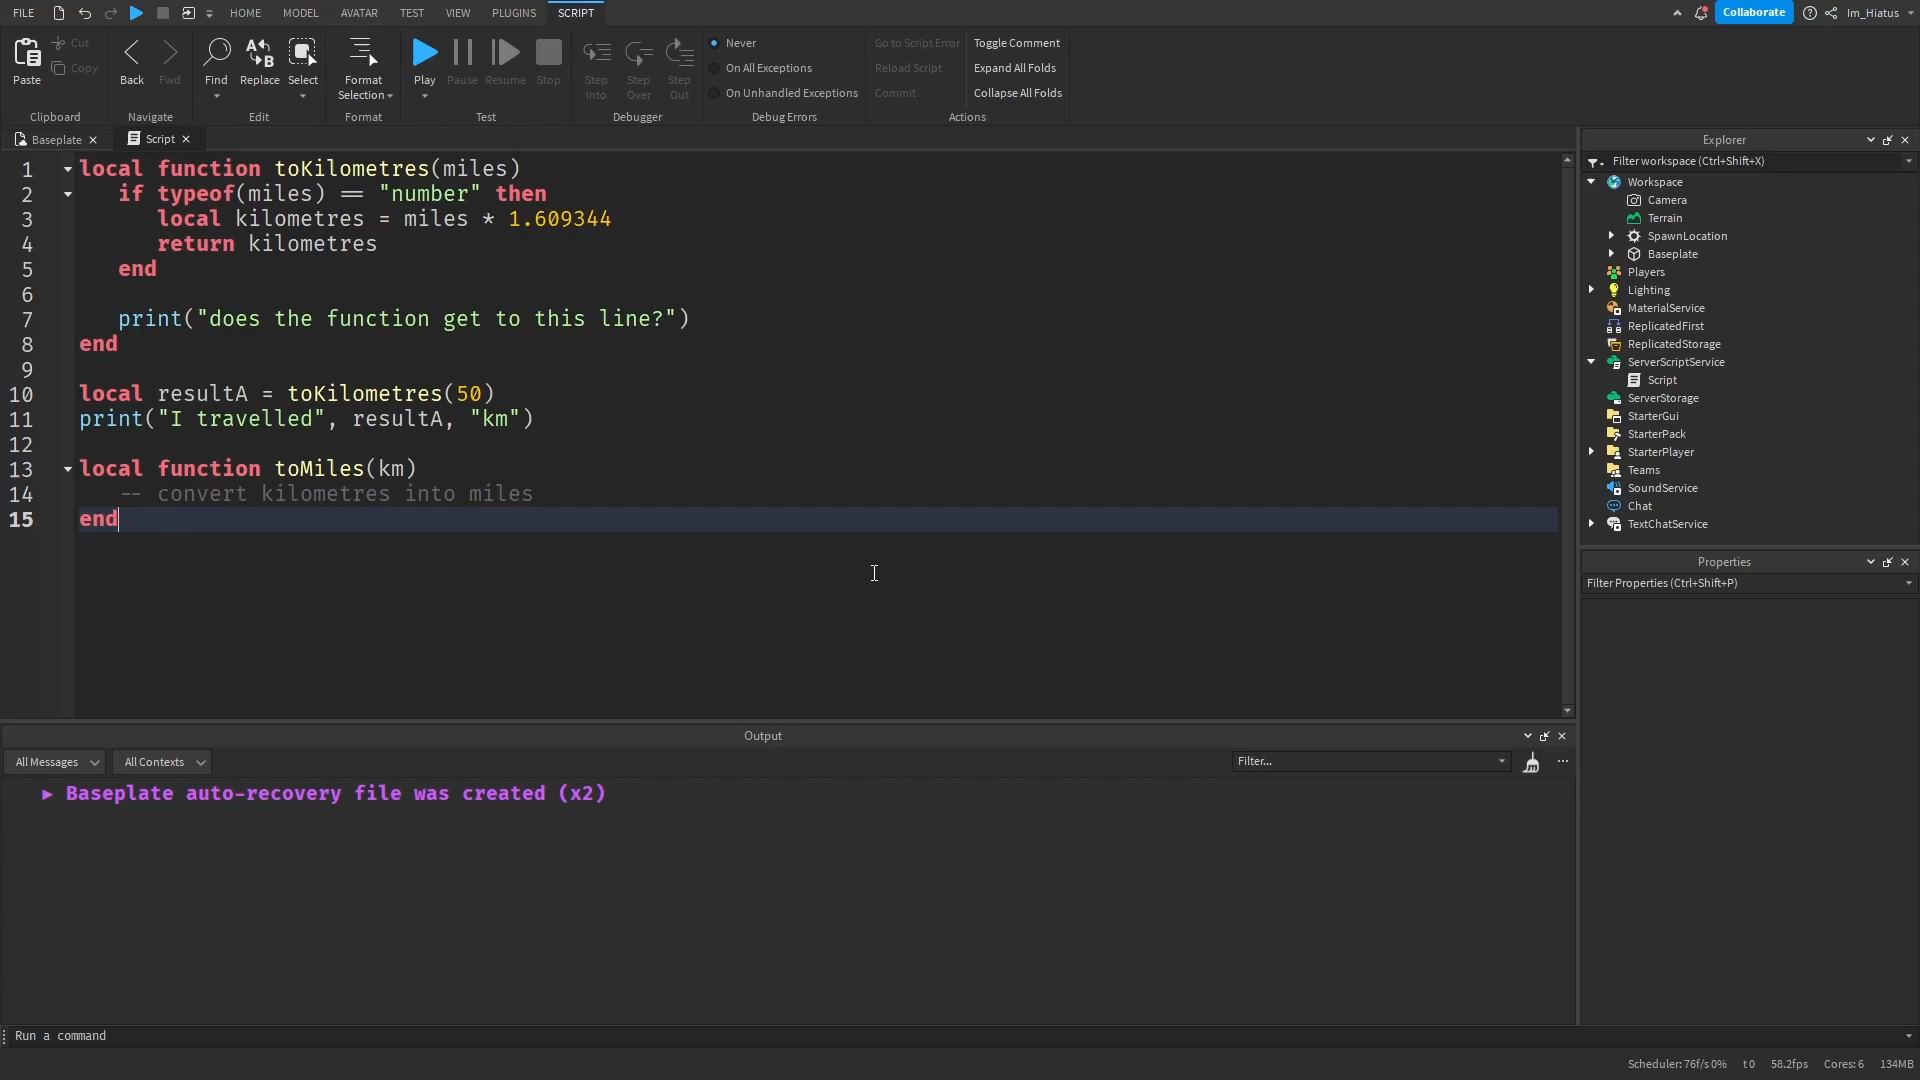 FILE HOME MODEL AVATAR TEST VIEW PLUGINS SCRIPT Collaborate Im_Hiatus
Paste Cut Copy Back Fwd Find Replace Select Format Selection Play Pause Resume Stop Step Into Step Over Step Out
Never Go to Script Error Toggle Comment
On All Exceptions Reload Script Expand All Folds
On Unhandled Exceptions Commit Collapse All Folds
Clipboard Navigate Edit Format Test Debugger Debug Errors Actions
Baseplate Script
1 local function toKilometres(miles)
2 if typeof(miles) == "number" then
3 local kilometres = miles * 1.609344
4 return kilometres
5 end
6
7 print("does the function get to this line?")
8 end
9
10 local resultA = toKilometres(50)
11 print("I travelled", resultA, "km")
12
13 local function toMiles(km)
14 -- convert kilometres into miles
15 end
Output
All Messages All Contexts Filter...
Baseplate auto-recovery file was created (x2)
Run a command
Explorer
Filter workspace (Ctrl+Shift+X)
Workspace
Camera
Terrain
SpawnLocation
Baseplate
Players
Lighting
MaterialService
ReplicatedFirst
ReplicatedStorage
ServerScriptService
Script
ServerStorage
StarterGui
StarterPack
StarterPlayer
Teams
SoundService
Chat
TextChatService
Properties
Filter Properties (Ctrl+Shift+P)
Scheduler: 76f/s 0% t 0 58.2fps Cores: 6 134MB